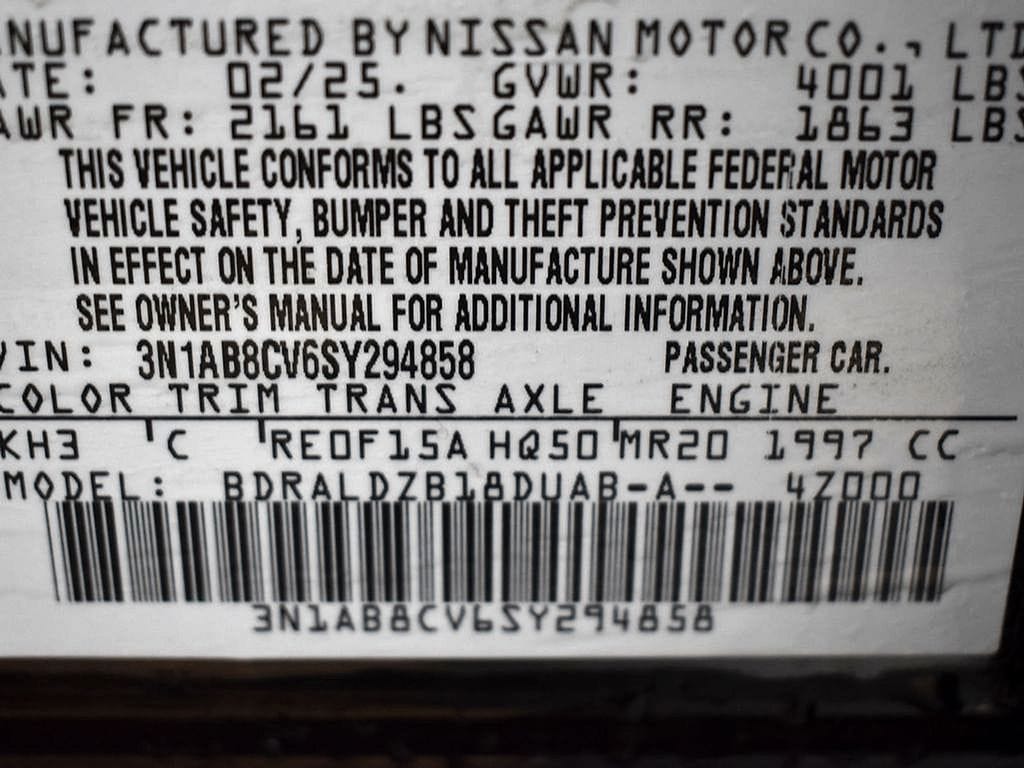 NUFACTURED BY NISSAN MOTOR CO., LTD
ATE: 02/25. GVWR: 4001 LBS
AWR FR: 2161 LBS GAWR RR: 1863 LBS
THIS VEHICLE CONFORMS TO ALL APPLICABLE FEDERAL MOTOR
VEHICLE SAFETY, BUMPER AND THEFT PREVENTION STANDARDS
IN EFFECT ON THE DATE OF MANUFACTURE SHOWN ABOVE.
SEE OWNER'S MANUAL FOR ADDITIONAL INFORMATION.
VIN: 3N1AB8CV6SY294858 PASSENGER CAR.
COLOR TRIM TRANS AXLE ENGINE
KH3 C RE0F15A HQ50 MR20 1997 CC
MODEL: BDRALDZB18DUAB-A-- 4Z000
3N1AB8CV6SY294858